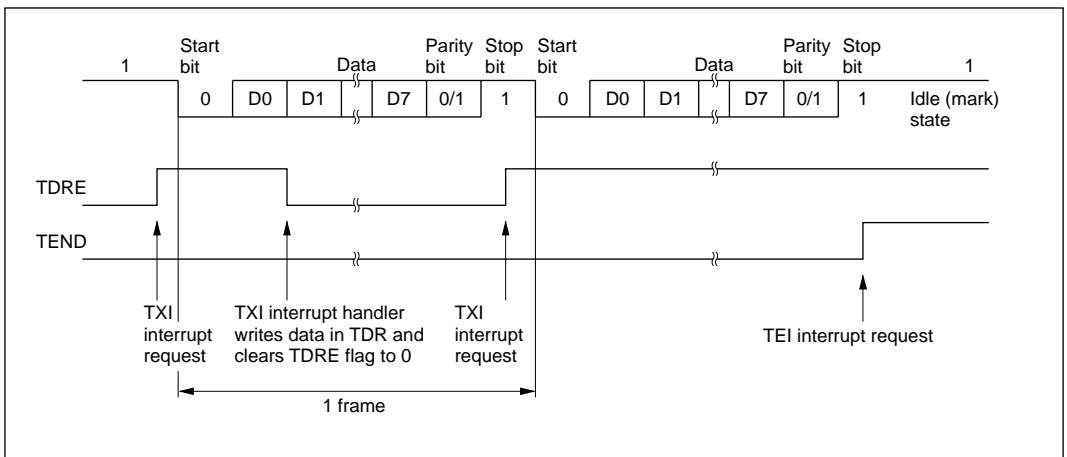 Start Parity Stop Start Parity Stop
1 bit Data bit bit bit Data bit bit 1
0 D0 D1 D7 0/1 1 0 D0 D1 D7 0/1 1 Idle (mark)
state
TDRE
TEND
TXI
interrupt
request
TXI interrupt handler
writes data in TDR and
clears TDRE flag to 0
TXI
interrupt
request
TEI interrupt request
1 frame